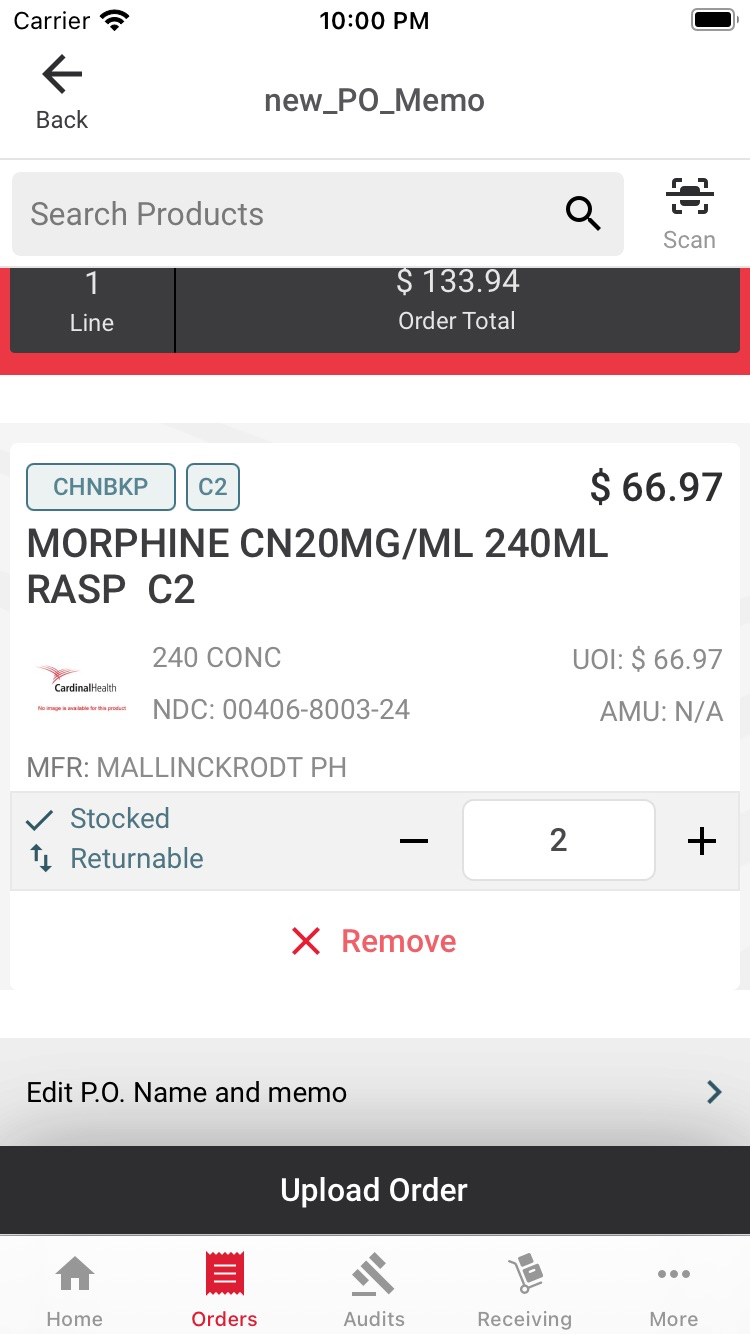 Carrier 10:00 PM
Back
new_PO_Memo
Search Products
Scan
1
Line
$ 133.94
Order Total
CHNBKP C2 $ 66.97
MORPHINE CN20MG/ML 240ML
RASP C2
CardinalHealth
No image is available for this product
240 CONC
UOI: $ 66.97
NDC: 00406-8003-24
AMU: N/A
MFR: MALLINCKRODT PH
Stocked
Returnable
2
Remove
Edit P.O. Name and memo
Upload Order
Home Orders Audits Receiving More